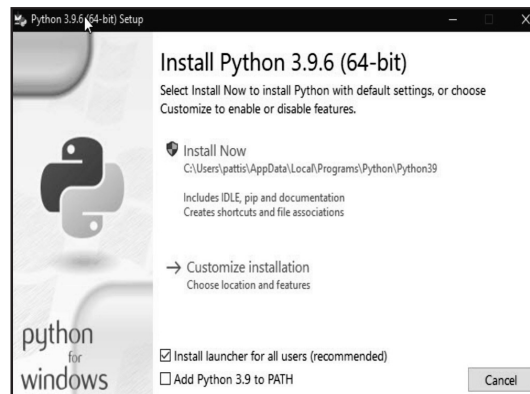 Python 3.9.6 (64-bit) Setup
Install Python 3.9.6 (64-bit)
Select Install Now to install Python with default settings, or choose
Customize to enable or disable features.
Install Now
C:\Users\pattis\AppData\Local\Programs\Python\Python39
Includes IDLE, pip and documentation
Creates shortcuts and file associations
Customize installation
Choose location and features
python
for
windows
Install launcher for all users (recommended)
Add Python 3.9 to PATH
Cancel